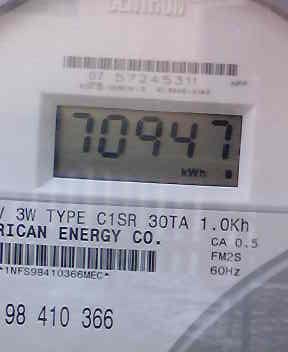 CENTRON
07 57245311
70947
kWh
V 3W TYPE C1SR 30TA 1.0Kh
RICAN ENERGY CO.
CA 0.5
FM2S
60Hz
*1NFS98410366MEC*
98 410 366